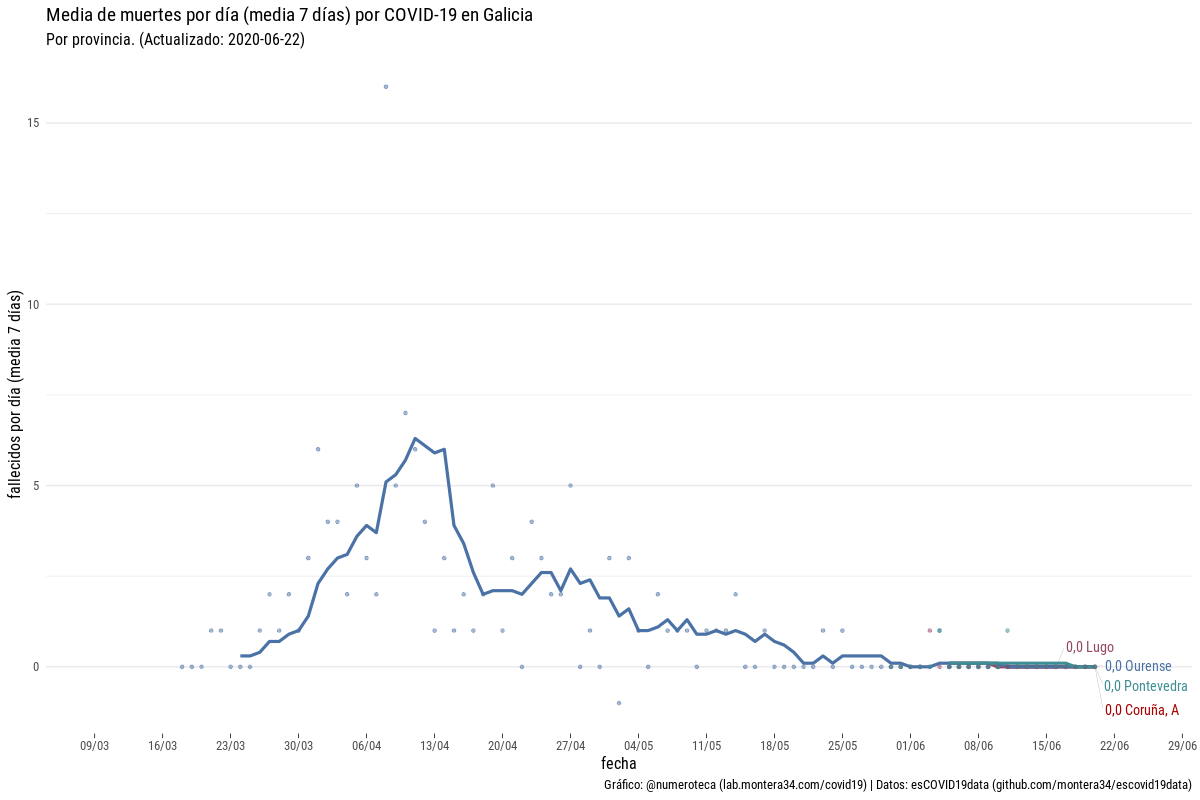 Media de muertes por día (media 7 días) por COVID-19 en Galicia
Por provincia. (Actualizado: 2020-06-22)
fallecidos por día (media 7 días)
15
10
5
0
0,0 Lugo
0,0 Ourense
0,0 Pontevedra
0,0 Coruña, A
09/03 16/03 23/03 30/03 06/04 13/04 20/04 27/04 04/05 11/05 18/05 25/05 01/06 08/06 15/06 22/06 29/06
fecha
Gráfico: @numeroteca (lab.montera34.com/covid19) | Datos: esCOVID19data (github.com/montera34/escovid19data)